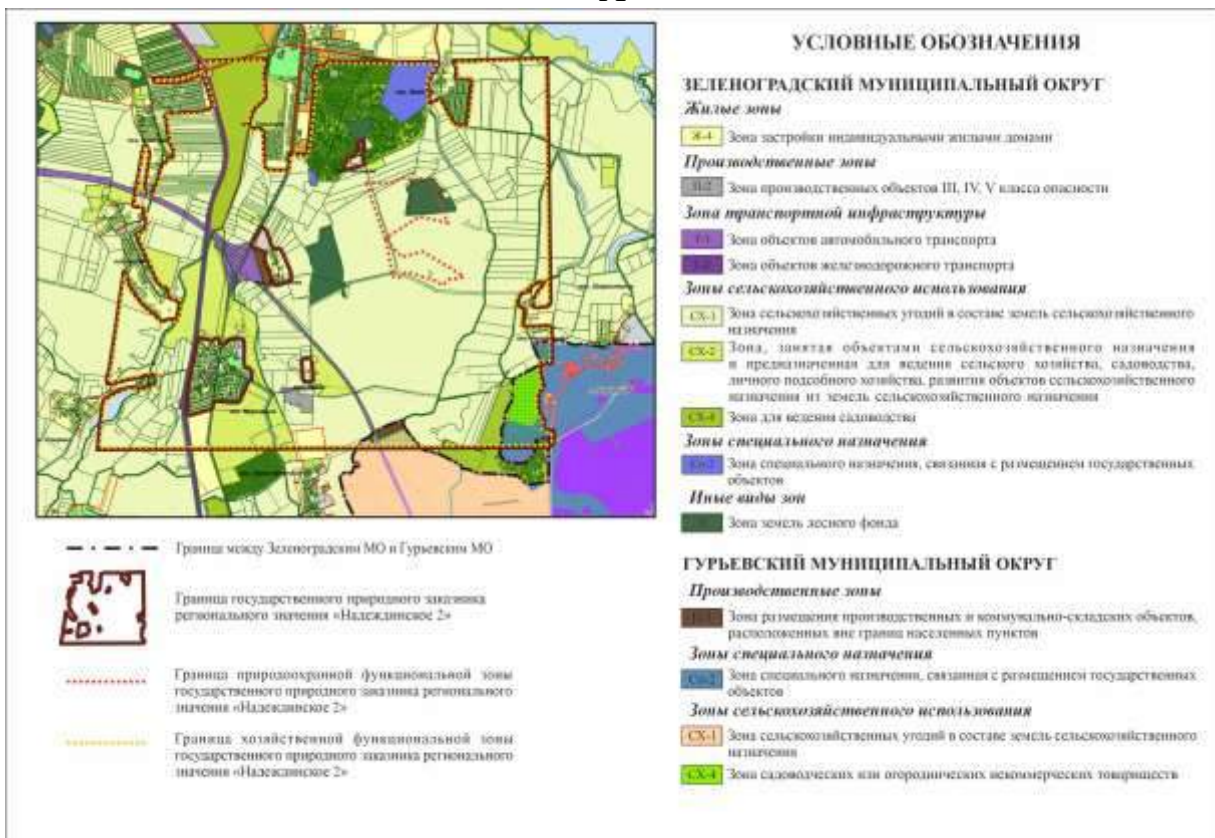 УСЛОВНЫЕ ОБОЗНАЧЕНИЯ
ЗЕЛЕНОГРАДСКИЙ МУНИЦИПАЛЬНЫЙ ОКРУГ
Жилые зоны
Ж-4 Зона застройки индивидуальными жилыми домами
Производственные зоны
П-2 Зона производственных объектов III, IV, V класса опасности
Зона транспортной инфраструктуры
Т-1 Зона объектов автомобильного транспорта
Т-2 Зона объектов железнодорожного транспорта
Зоны сельскохозяйственного использования
СХ-1 Зона сельскохозяйственных угодий в составе земель сельскохозяйственного
назначения
СХ-2 Зона, занятая объектами сельскохозяйственного назначения
и предназначенная для ведения сельского хозяйства, садоводства,
личного подсобного хозяйства, развития объектов сельскохозяйственного
назначения из земель сельскохозяйственного назначения
Зона для ведения садоводства
Зоны специального назначения
Сп-2 Зона специального назначения, связанная с размещением государственных
объектов
Иные виды зон
Зона земель лесного фонда
ГУРЬЕВСКИЙ МУНИЦИПАЛЬНЫЙ ОКРУГ
Производственные зоны
Зона размещения производственных и коммунально-складских объектов,
расположенных вне границ населенных пунктов
Зоны специального назначения
Сп-2 Зона специального назначения, связанная с размещением государственных
объектов
Зоны сельскохозяйственного использования
СХ-1 Зона сельскохозяйственных угодий в составе земель сельскохозяйственного
назначения
СХ-4 Зона садоводческих или огороднических некоммерческих товариществ
Граница между Зеленоградским МО и Гурьевским МО
Граница государственного природного заказника
регионального значения «Надеждинское 2»
Граница природоохранной функциональной зоны
государственного природного заказника регионального
значения «Надеждинское 2»
Граница хозяйственной функциональной зоны
государственного природного заказника регионального
значения «Надеждинское 2»